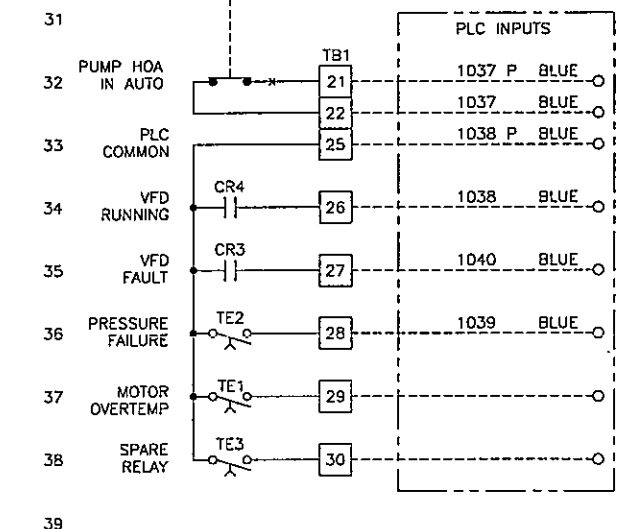 31
PLC INPUTS
TB1
32 PUMP HOA IN AUTO 21 1037 P BLUE
22 1037 BLUE
33 PLC COMMON 25 1038 P BLUE
34 VFD RUNNING CR4 26 1038 BLUE
35 VFD FAULT CR3 27 1040 BLUE
36 PRESSURE FAILURE TE2 28 1039 BLUE
37 MOTOR OVERTEMP TE1 29
38 SPARE RELAY TE3 30
39